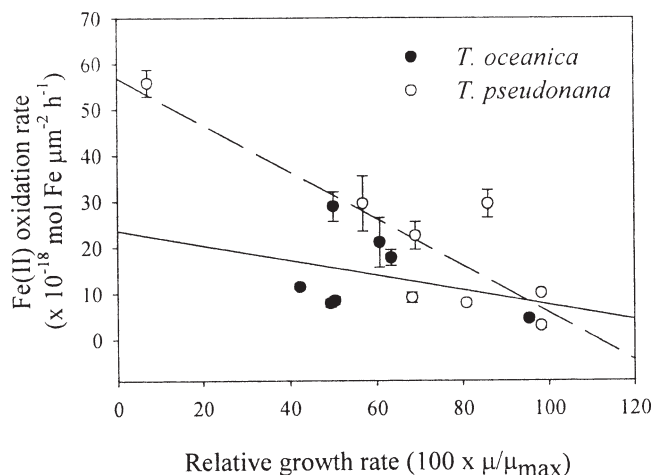 70
60
50
40
30
20
10
0
Fe(II) oxidation rate
(x 10⁻¹⁸ mol Fe μm⁻² h⁻¹)
T. oceanica
T. pseudonana
0 20 40 60 80 100 120
Relative growth rate (100 x μ/μmax)